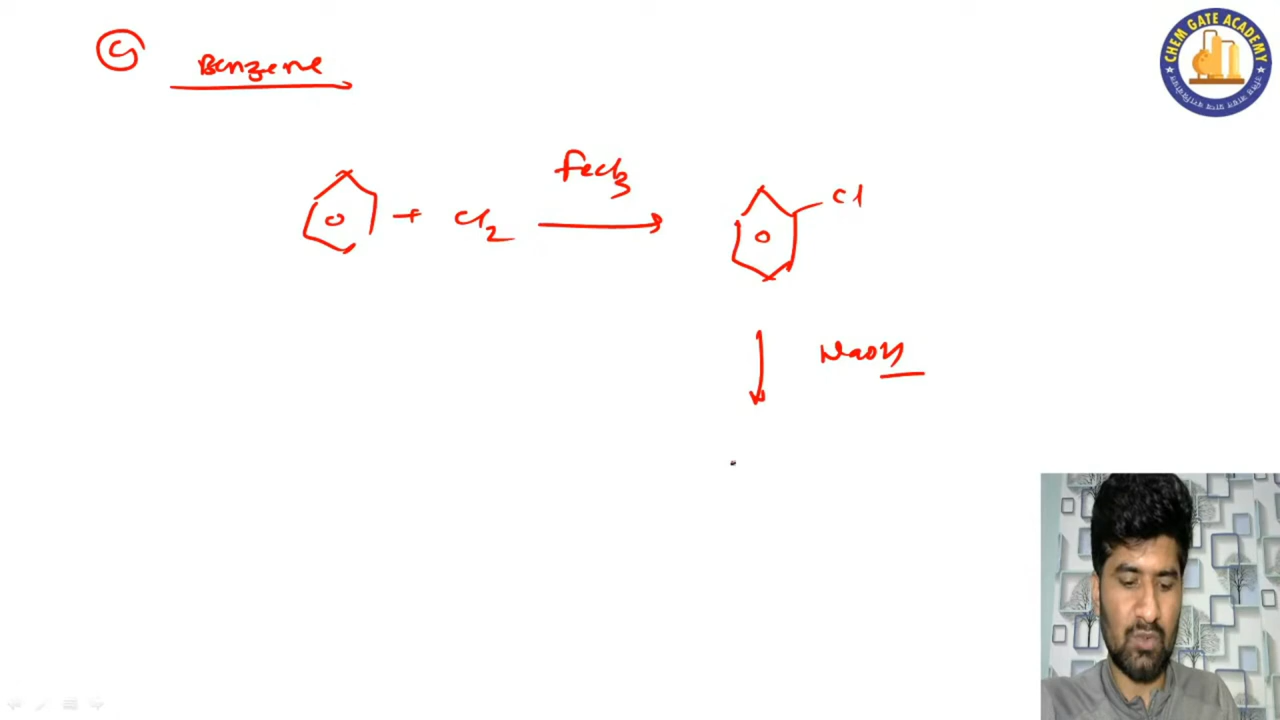 G
Benzene
+ Cl2 FeCl3 Cl
NaOH
CHEM GATE ACADEMY